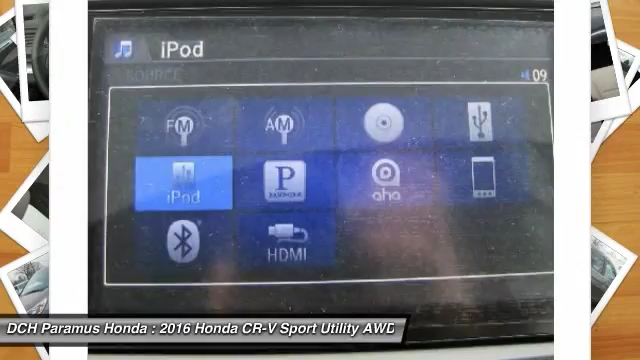 iPod
SOURCE
09
FM
AM
iPod
P
PANDORA
aha
HDMI
DCH Paramus Honda : 2016 Honda CR-V Sport Utility AWD